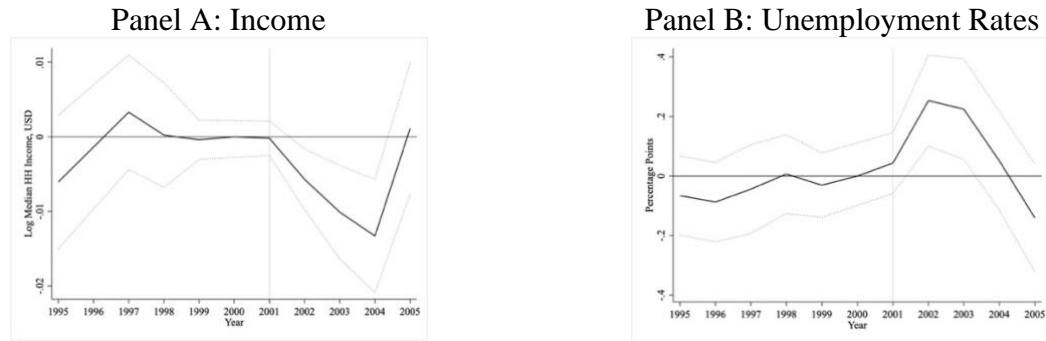 Panel A: Income
.01
0
-.01
-.02
Log Median HH Income, USD
1995 1996 1997 1998 1999 2000 2001 2002 2003 2004 2005
Year
Panel B: Unemployment Rates
.4
.2
0
-.2
-.4
Percentage Points
1995 1996 1997 1998 1999 2000 2001 2002 2003 2004 2005
Year